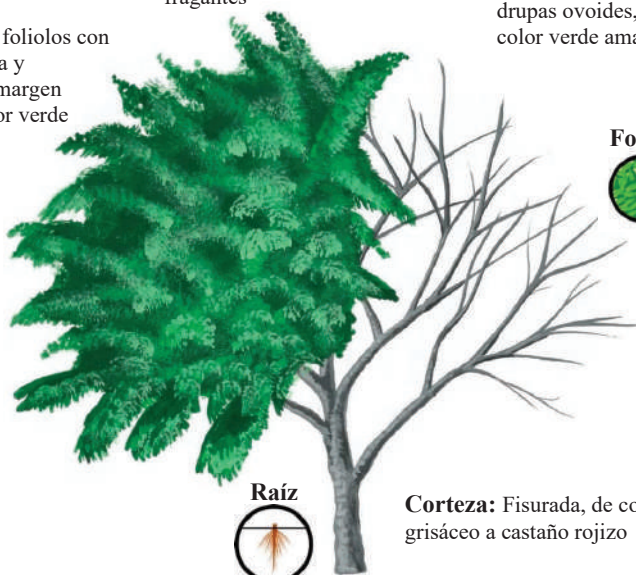 fragantes
drupas ovoides,
color verde ama
foliolos con
a y
margen
or verde
Fo
Raíz
Corteza: Fisurada, de co
grisáceo a castaño rojizo